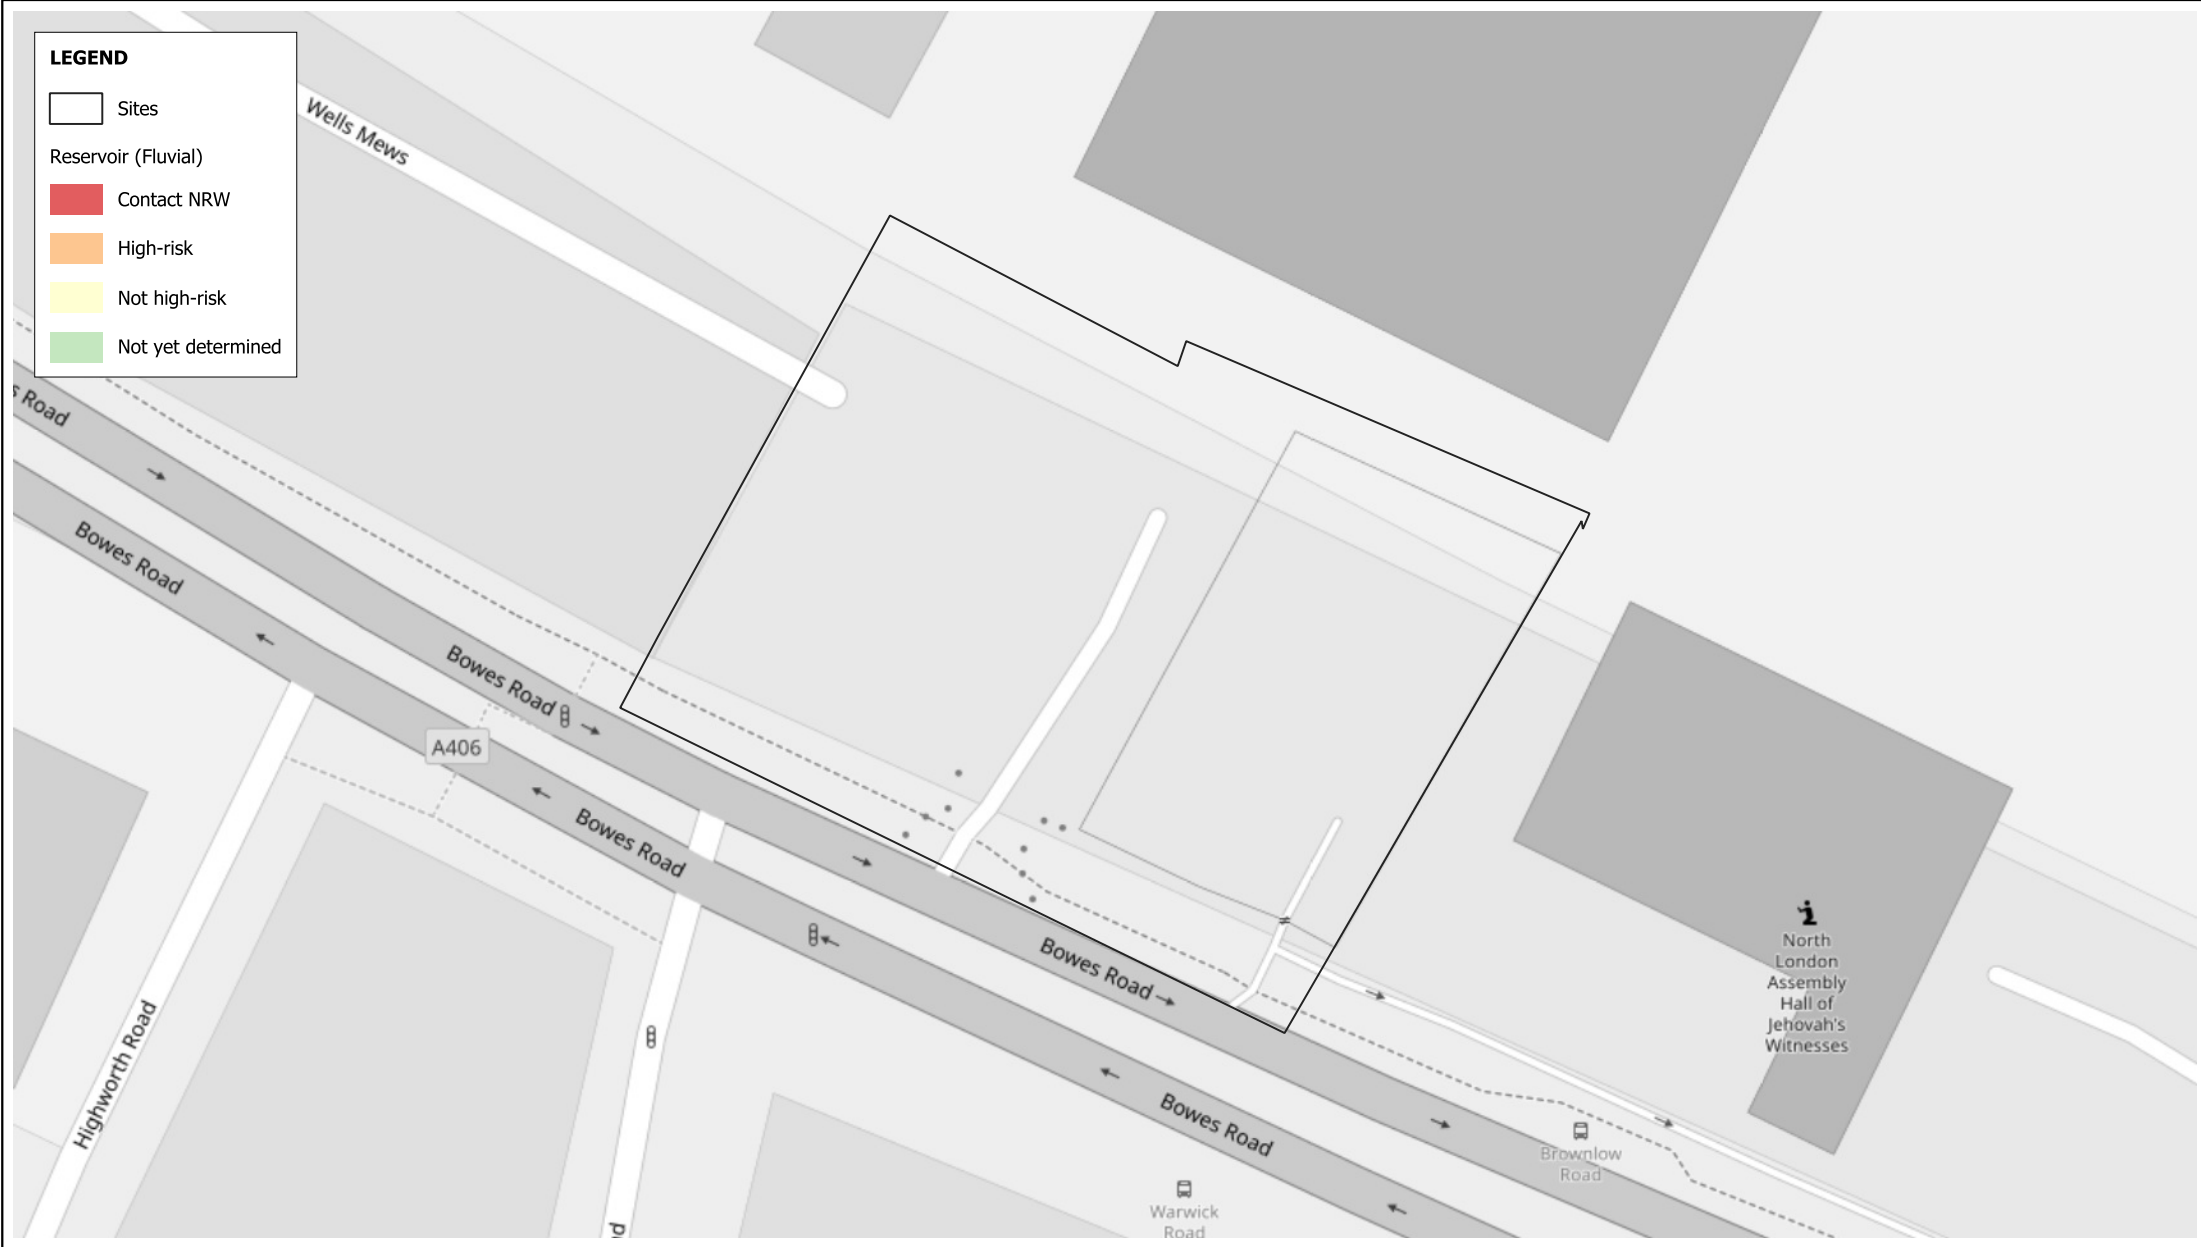 LEGEND
Sites
Reservoir (Fluvial)
Contact NRW
High-risk
Not high-risk
Not yet determined
Wells Mews
s Road
Bowes Road
Bowes Road
A406
Bowes Road
Bowes Road
Highworth Road
North
London
Assembly
Hall of
Jehovah's
Witnesses
Bowes Road
Brownlow
Road
Warwick
Road
d